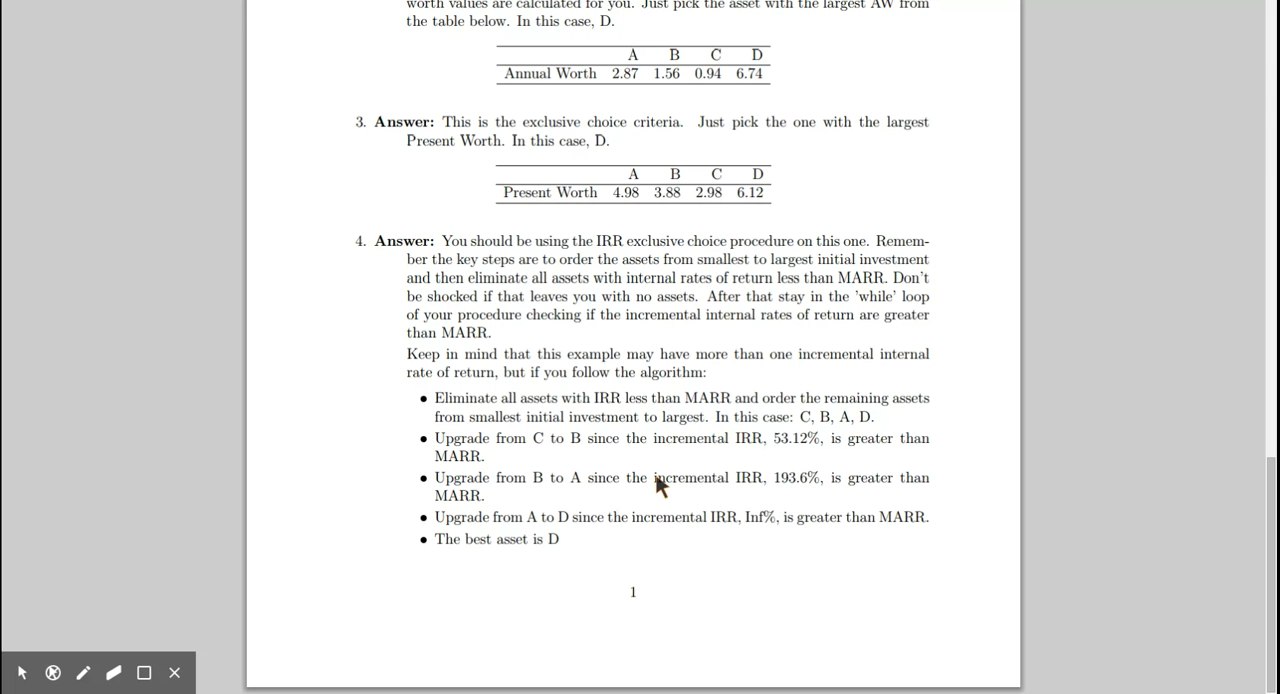 worth values are calculated for you. Just pick the asset with the largest AW from
the table below. In this case, D.
A B C D
Annual Worth 2.87 1.56 0.94 6.74
3. Answer: This is the exclusive choice criteria. Just pick the one with the largest
Present Worth. In this case, D.
A B C D
Present Worth 4.98 3.88 2.98 6.12
4. Answer: You should be using the IRR exclusive choice procedure on this one. Remem-
ber the key steps are to order the assets from smallest to largest initial investment
and then eliminate all assets with internal rates of return less than MARR. Don't
be shocked if that leaves you with no assets. After that stay in the 'while' loop
of your procedure checking if the incremental internal rates of return are greater
than MARR.
Keep in mind that this example may have more than one incremental internal
rate of return, but if you follow the algorithm:
• Eliminate all assets with IRR less than MARR and order the remaining assets
from smallest initial investment to largest. In this case: C, B, A, D.
• Upgrade from C to B since the incremental IRR, 53.12%, is greater than
MARR.
• Upgrade from B to A since the incremental IRR, 193.6%, is greater than
MARR.
• Upgrade from A to D since the incremental IRR, Inf%, is greater than MARR.
• The best asset is D
1